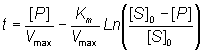 t = [P]/V_max − K_m/V_max Ln(([S]_0 − [P])/[S]_0)